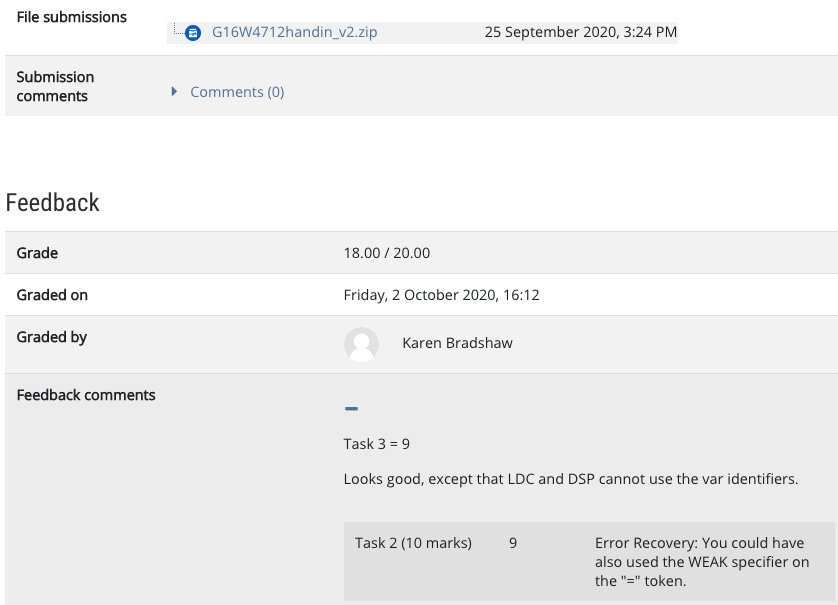 File submissions
G16W4712handin_v2.zip 25 September 2020, 3:24 PM
Submission
comments
Comments (0)
Feedback
Grade 18.00 / 20.00
Graded on Friday, 2 October 2020, 16:12
Graded by Karen Bradshaw
Feedback comments
Task 3 = 9
Looks good, except that LDC and DSP cannot use the var identifiers.
Task 2 (10 marks) 9 Error Recovery: You could have
also used the WEAK specifier on
the "=" token.